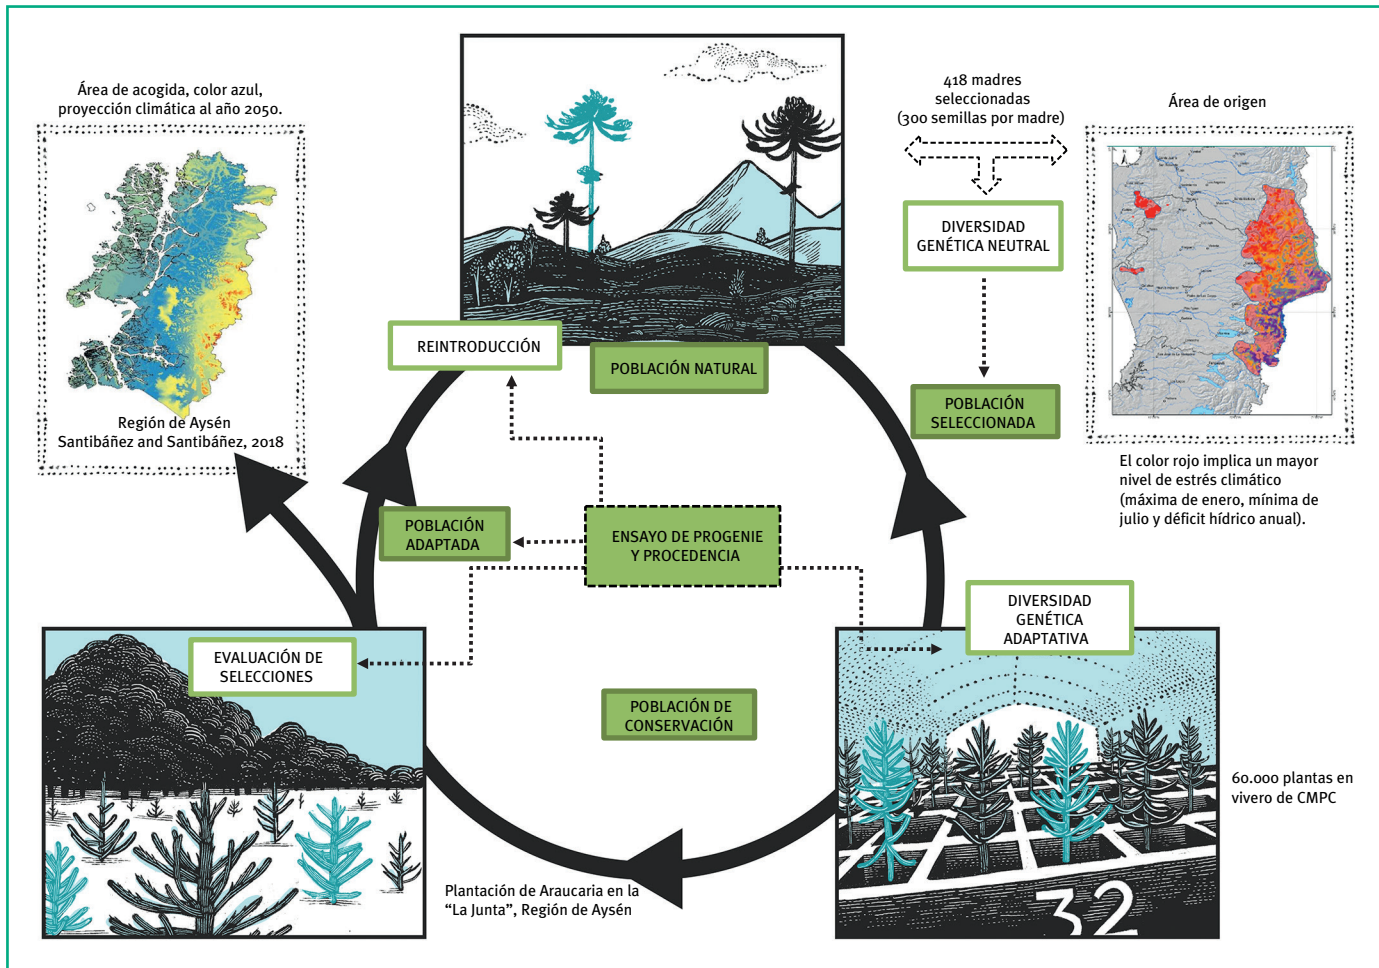 Área de acogida, color azul,
proyección climática al año 2050.
Región de Aysén
Santibáñez and Santibáñez, 2018
418 madres
seleccionadas
(300 semillas por madre)
Área de origen
DIVERSIDAD
GENÉTICA NEUTRAL
POBLACIÓN
SELECCIONADA
El color rojo implica un mayor
nivel de estrés climático
(máxima de enero, mínima de
julio y déficit hídrico anual).
REINTRODUCCIÓN
POBLACIÓN NATURAL
POBLACIÓN
ADAPTADA
ENSAYO DE PROGENIE
Y PROCEDENCIA
DIVERSIDAD
GENÉTICA
ADAPTATIVA
EVALUACIÓN DE
SELECCIONES
POBLACIÓN DE
CONSERVACIÓN
60.000 plantas en
vivero de CMPC
32
Plantación de Araucaria en la
“La Junta”, Región de Aysén